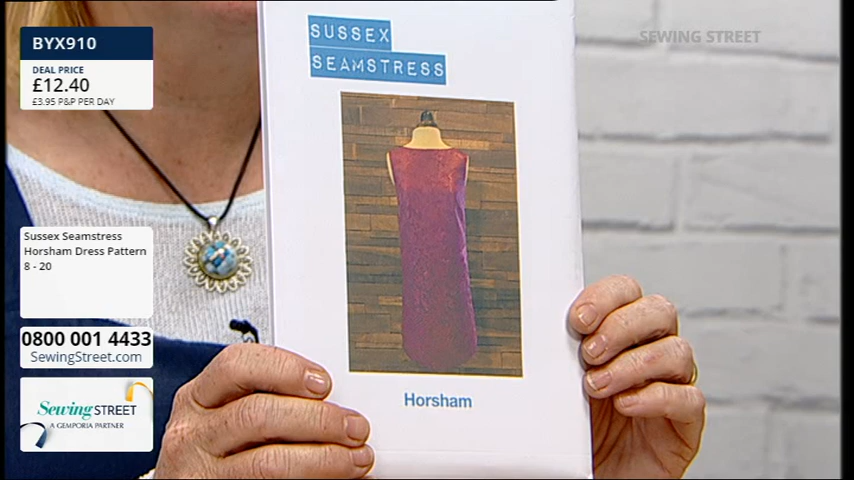 BYX910
DEAL PRICE
£12.40
£3.95 P&P PER DAY
Sussex Seamstress
Horsham Dress Pattern
8 - 20
0800 001 4433
SewingStreet.com
Sewing STREET
A GEMPORIA PARTNER
SUSSEX
SEAMSTRESS
Horsham
SEWING STREET